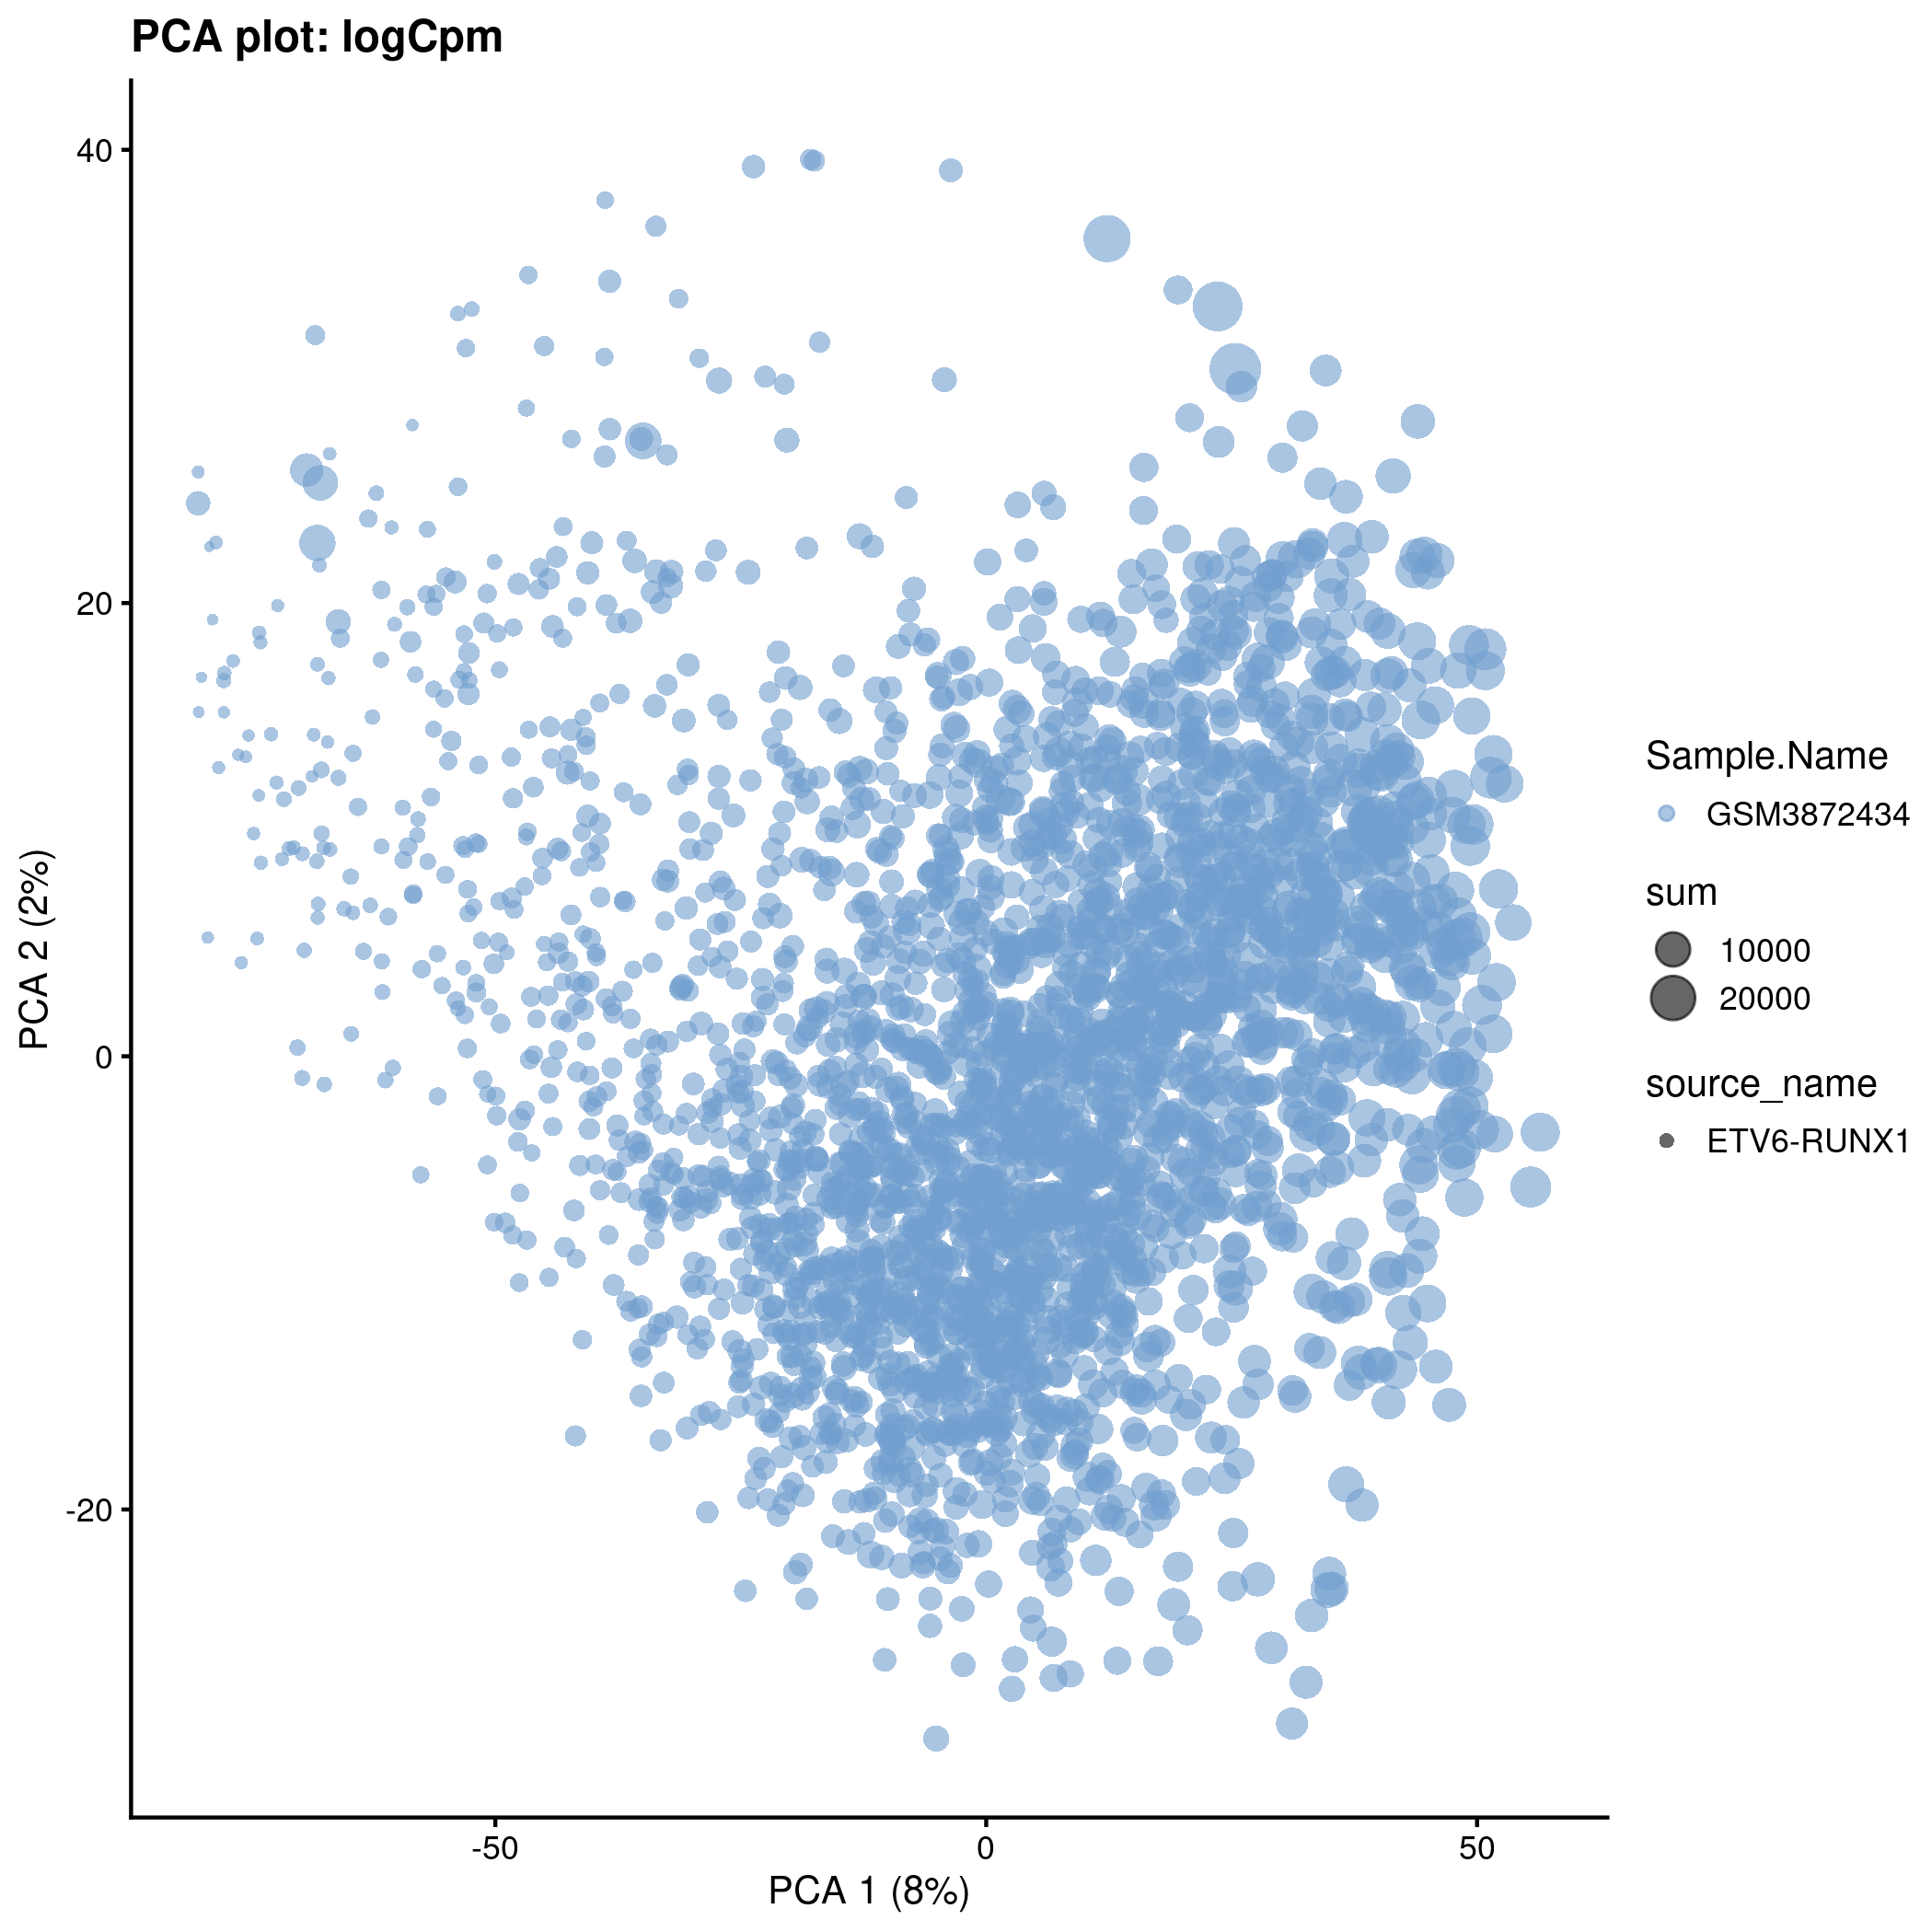 PCA plot: logCpm
40
20
0
-20
PCA 2 (2%)
-50
0
50
PCA 1 (8%)
Sample.Name
GSM3872434
sum
10000
20000
source_name
ETV6-RUNX1